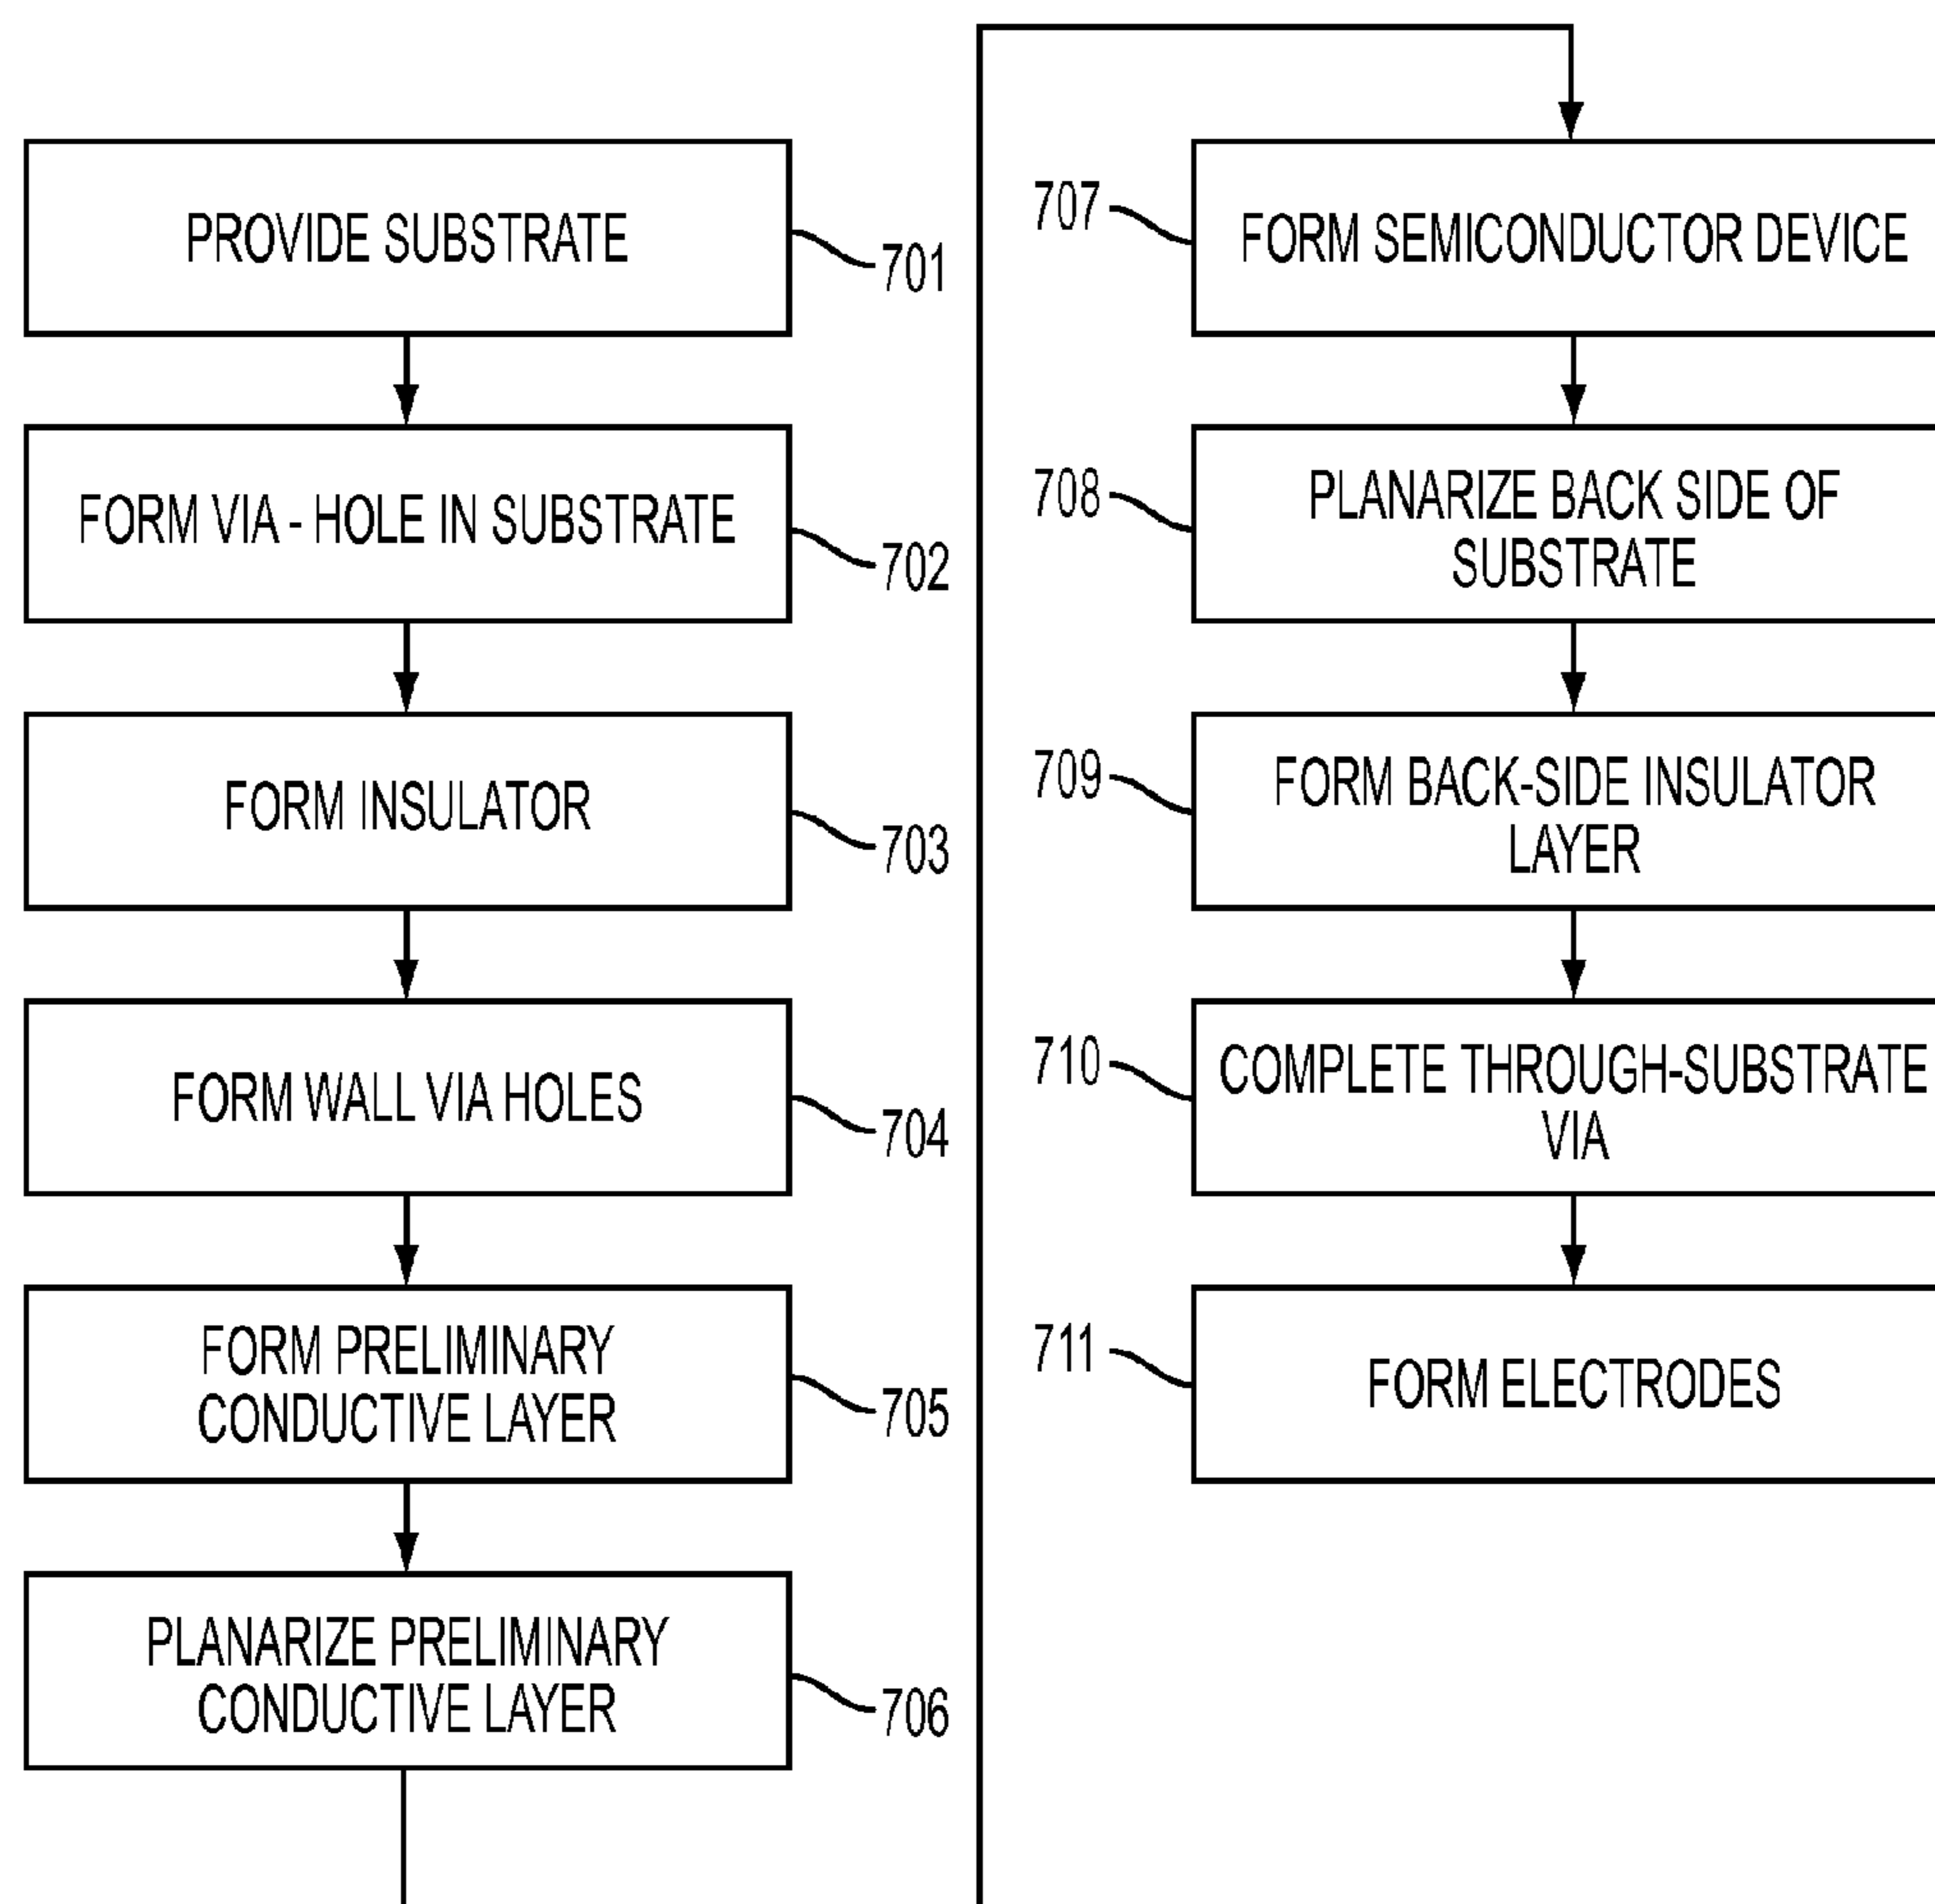 PROVIDE SUBSTRATE
701
FORM VIA - HOLE IN SUBSTRATE
702
FORM INSULATOR
703
FORM WALL VIA HOLES
704
FORM PRELIMINARY
CONDUCTIVE LAYER
705
PLANARIZE PRELIMINARY
CONDUCTIVE LAYER
706
707
FORM SEMICONDUCTOR DEVICE
708
PLANARIZE BACK SIDE OF
SUBSTRATE
709
FORM BACK-SIDE INSULATOR
LAYER
710
COMPLETE THROUGH-SUBSTRATE
VIA
711
FORM ELECTRODES